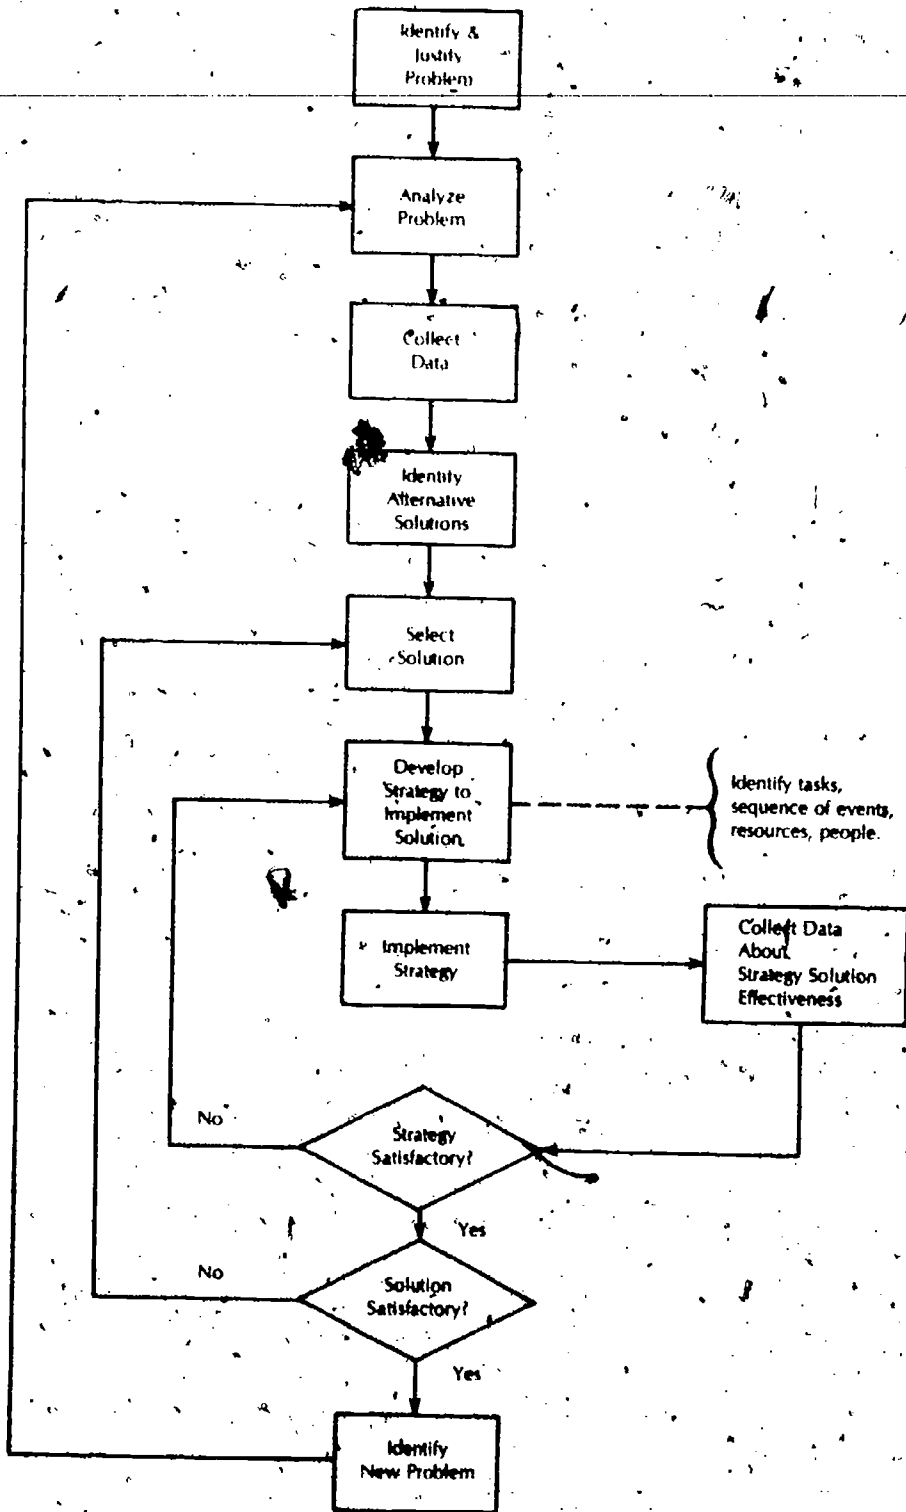 Identify &
Justify
Problem
Analyze
Problem
Collect
Data
Identify
Alternative
Solutions
Select
Solution
Develop
Strategy to
Implement
Solution
Identify tasks,
sequence of events,
resources, people.
Implement
Strategy
Collect Data
About
Strategy Solution
Effectiveness
No
Strategy
Satisfactory?
Yes
No
Solution
Satisfactory?
Yes
Identify
New Problem